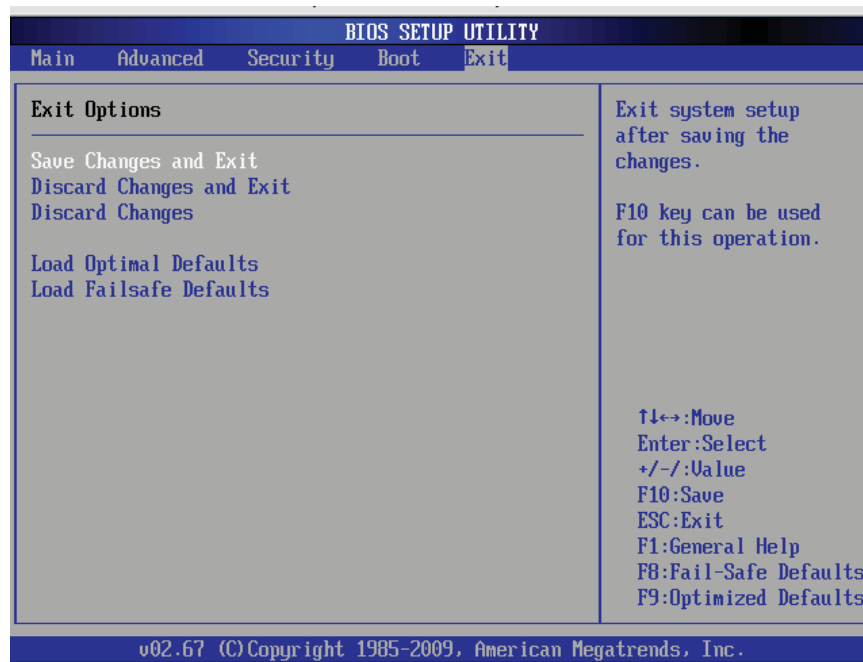 BIOS SETUP UTILITY
Main Advanced Security Boot Exit
Exit Options
Save Changes and Exit
Discard Changes and Exit
Discard Changes
Load Optimal Defaults
Load Failsafe Defaults
Exit system setup
after saving the
changes.
F10 key can be used
for this operation.
↑↓←→:Move
Enter:Select
+/-/:Value
F10:Save
ESC:Exit
F1:General Help
F8:Fail-Safe Defaults
F9:Optimized Defaults
v02.67 (C)Copyright 1985-2009, American Megatrends, Inc.